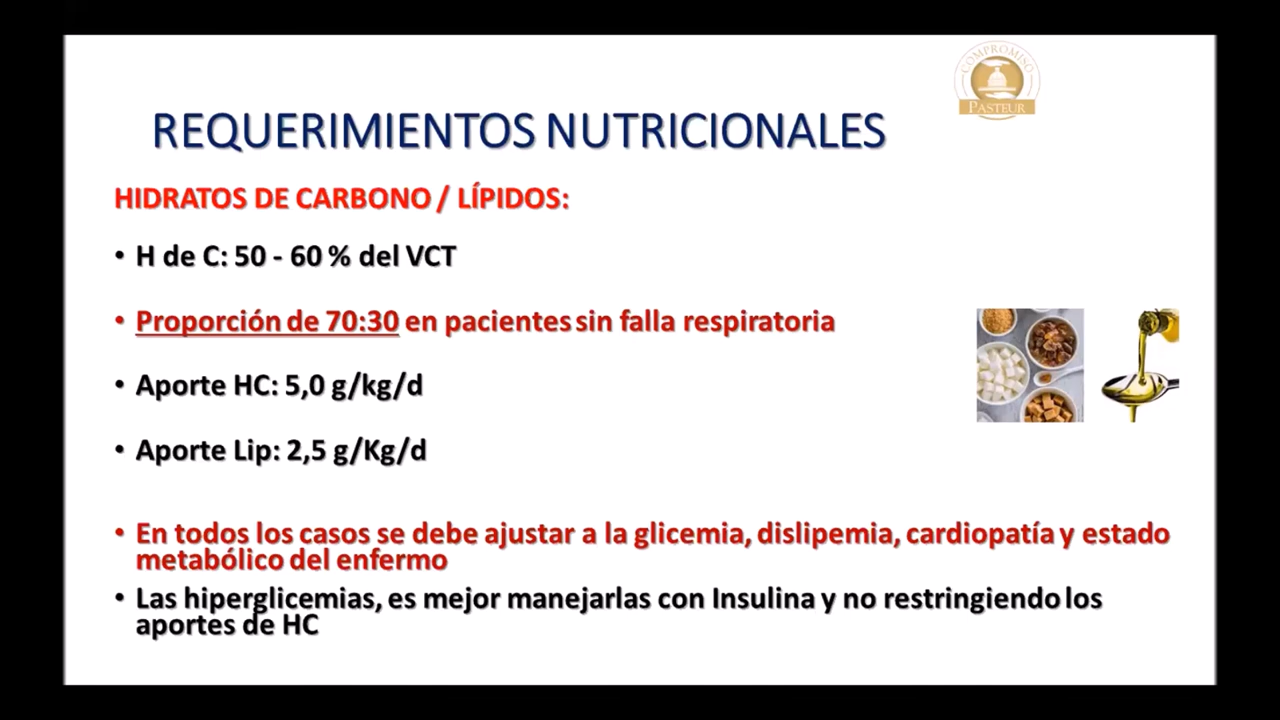 COMPROMISO
PASTEUR
REQUERIMIENTOS NUTRICIONALES
HIDRATOS DE CARBONO / LÍPIDOS:
• H de C: 50 - 60 % del VCT
• Proporción de 70:30 en pacientes sin falla respiratoria
• Aporte HC: 5,0 g/kg/d
• Aporte Lip: 2,5 g/Kg/d
• En todos los casos se debe ajustar a la glicemia, dislipemia, cardiopatía y estado
metabólico del enfermo
• Las hiperglicemias, es mejor manejarlas con Insulina y no restringiendo los
aportes de HC